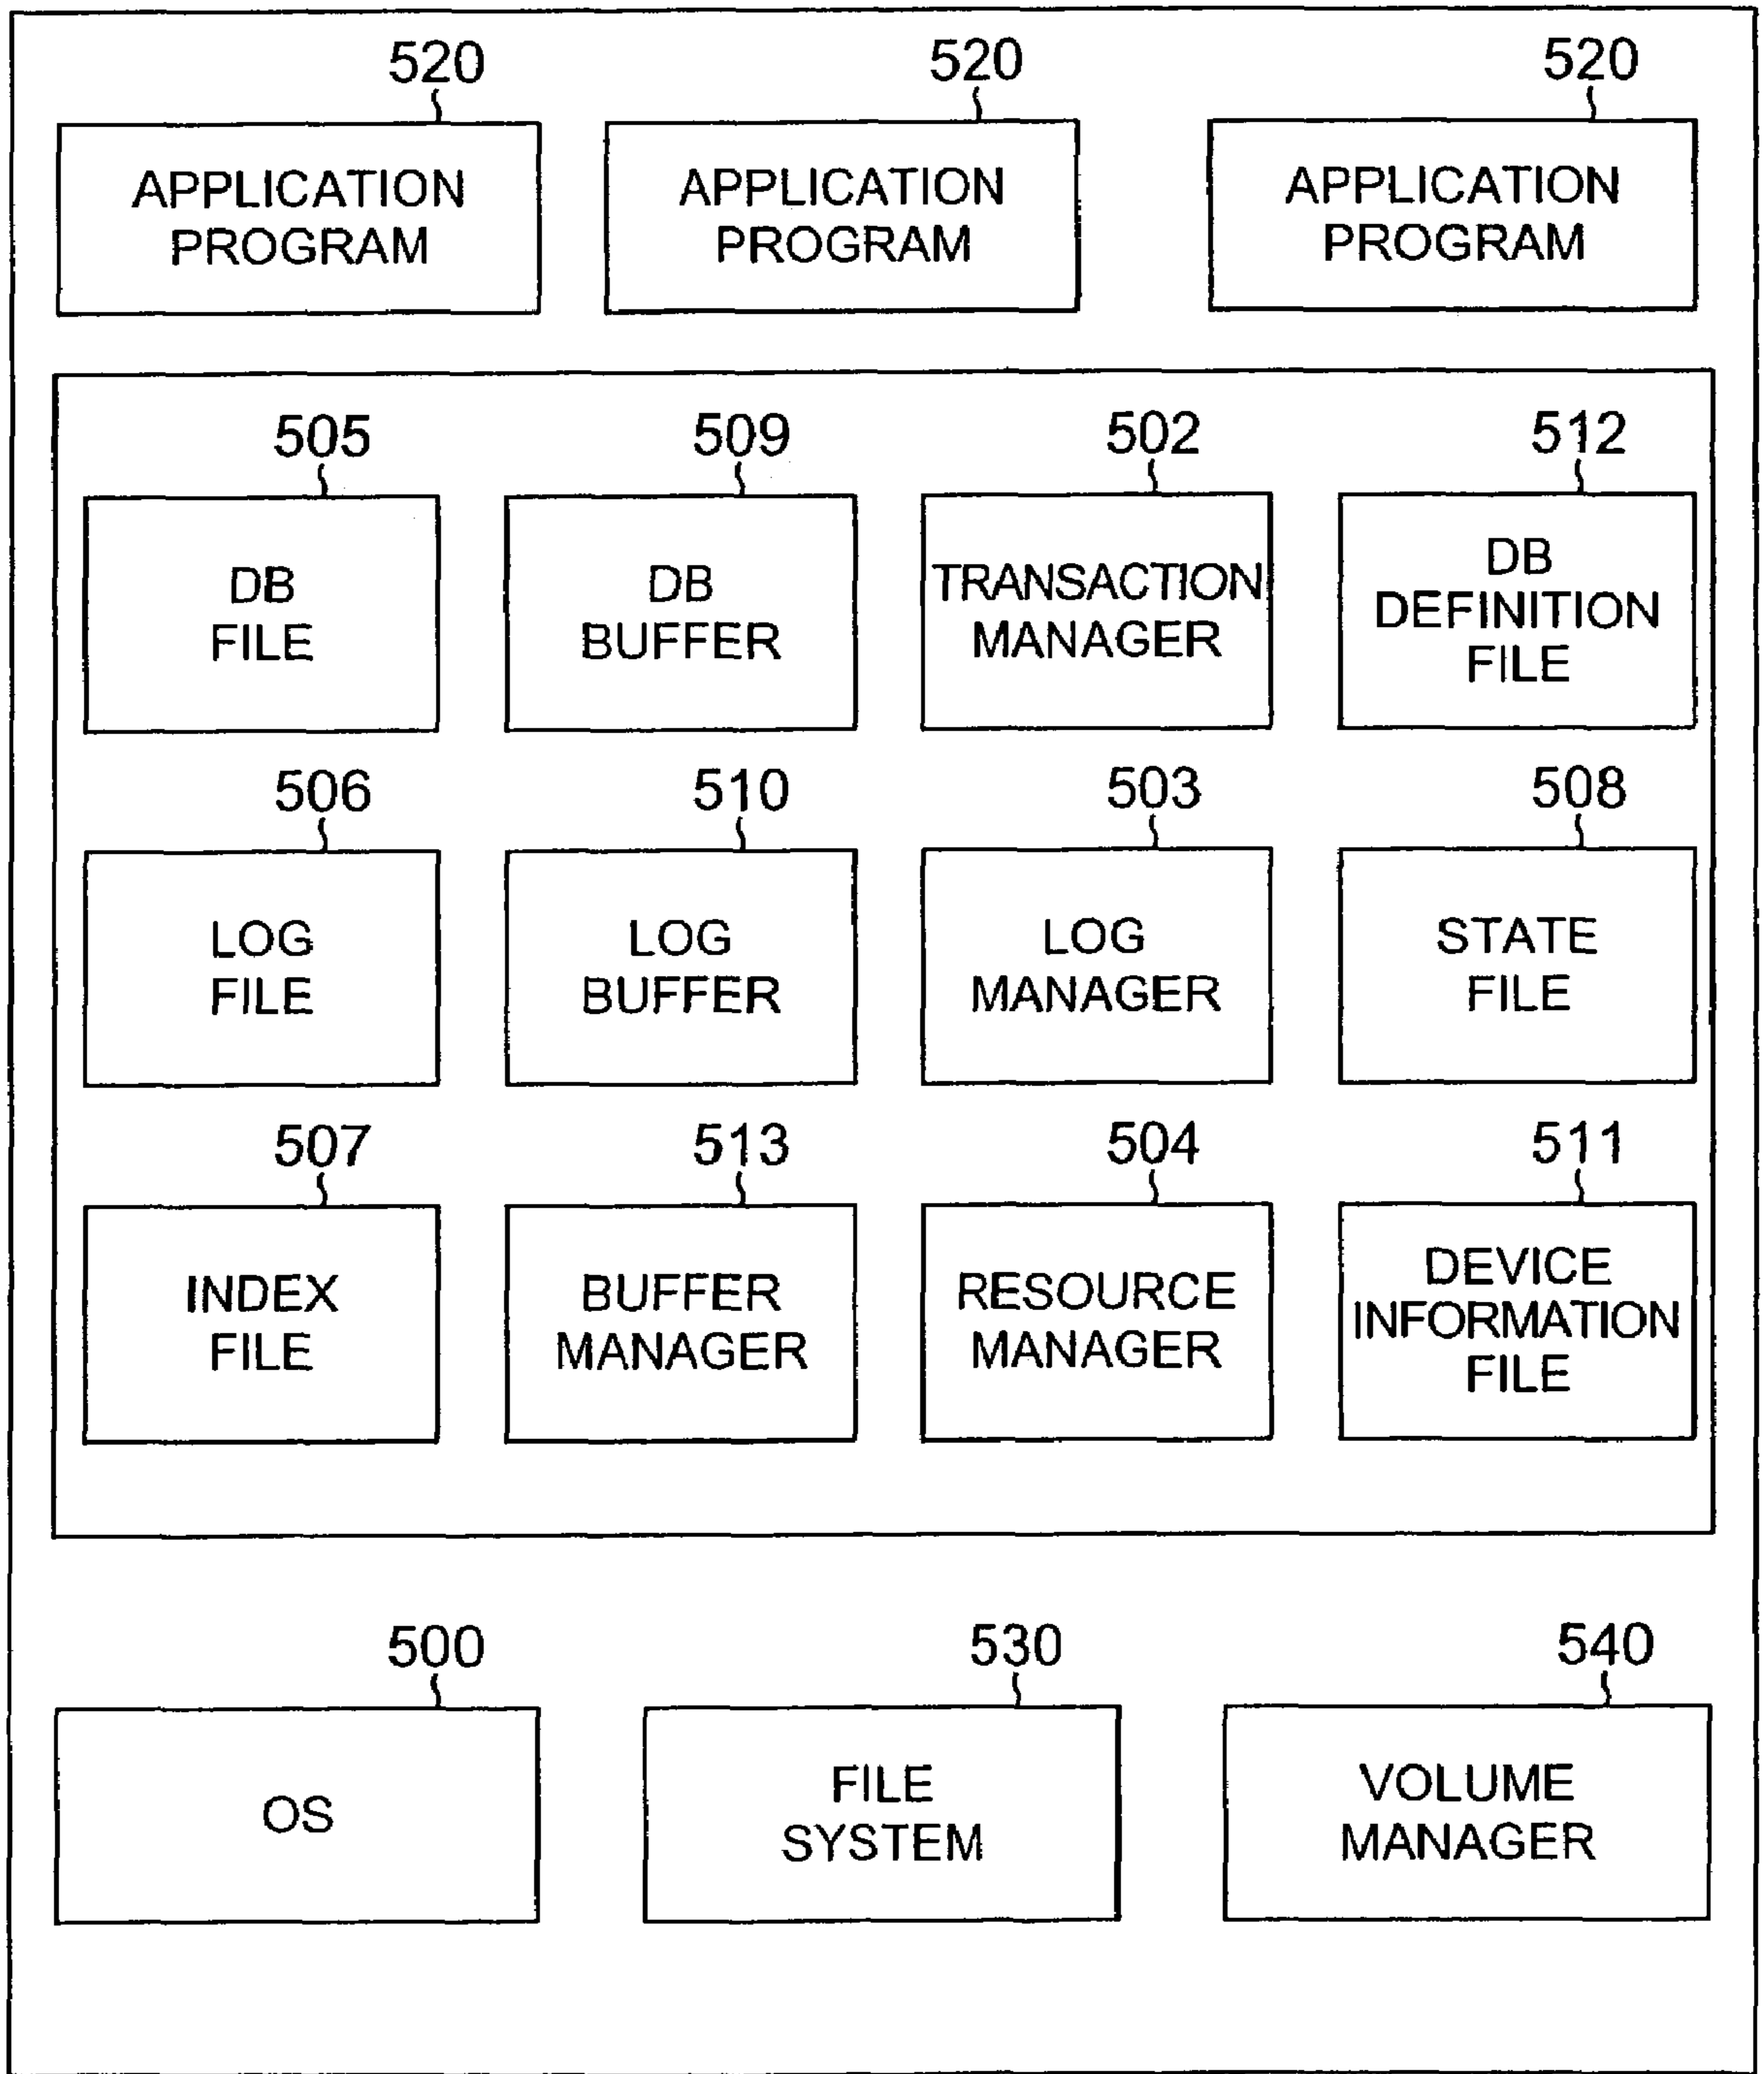 520 520 520
APPLICATION PROGRAM
APPLICATION PROGRAM
APPLICATION PROGRAM
505 509 502 512
DB
FILE
DB
BUFFER
TRANSACTION
MANAGER
DB
DEFINITION
FILE
506 510 503 508
LOG
FILE
LOG
BUFFER
LOG
MANAGER
STATE
FILE
507 513 504 511
INDEX
FILE
BUFFER
MANAGER
RESOURCE
MANAGER
DEVICE
INFORMATION
FILE
500 530 540
OS
FILE
SYSTEM
VOLUME
MANAGER